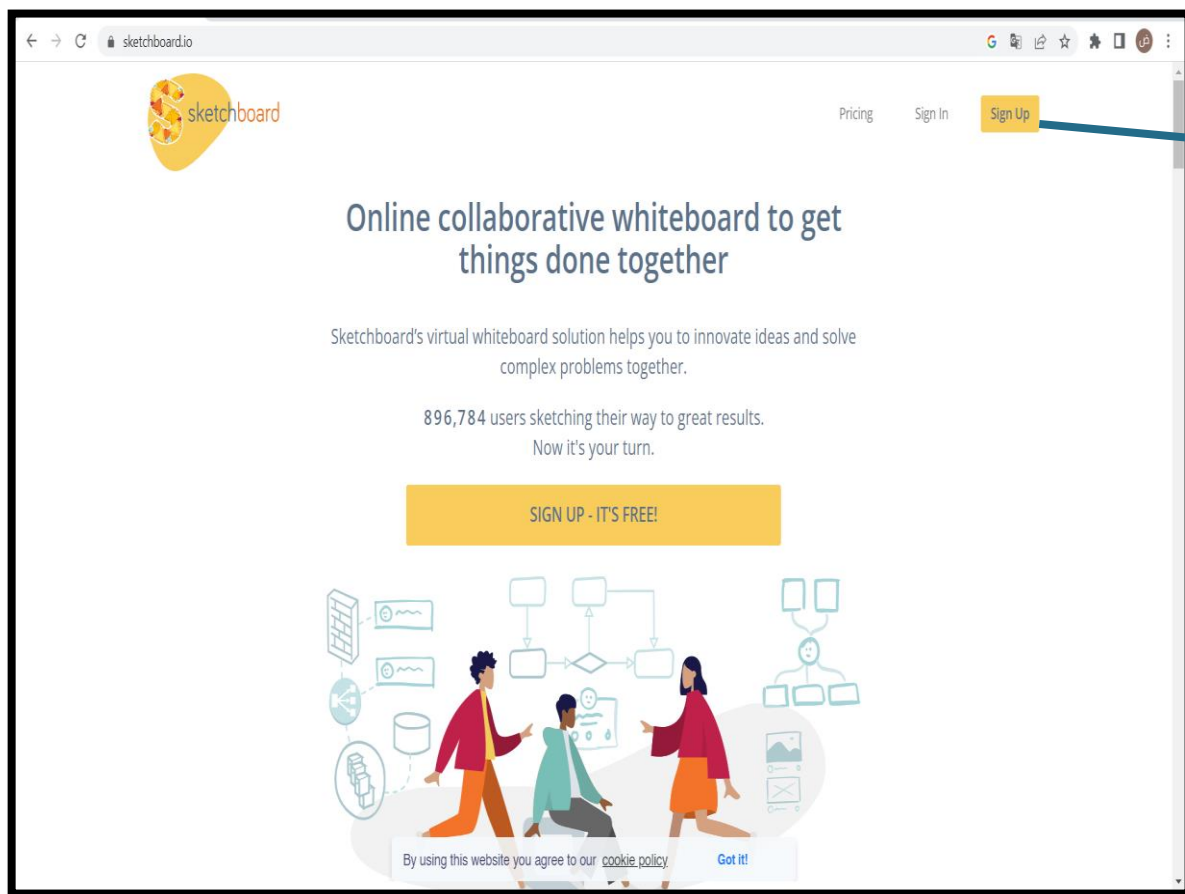 sketchboard.io
sketchboard
Pricing Sign In Sign Up
Online collaborative whiteboard to get
things done together
Sketchboard's virtual whiteboard solution helps you to innovate ideas and solve
complex problems together.
896,784 users sketching their way to great results.
Now it's your turn.
SIGN UP - IT'S FREE!
By using this website you agree to our cookie policy Got it!